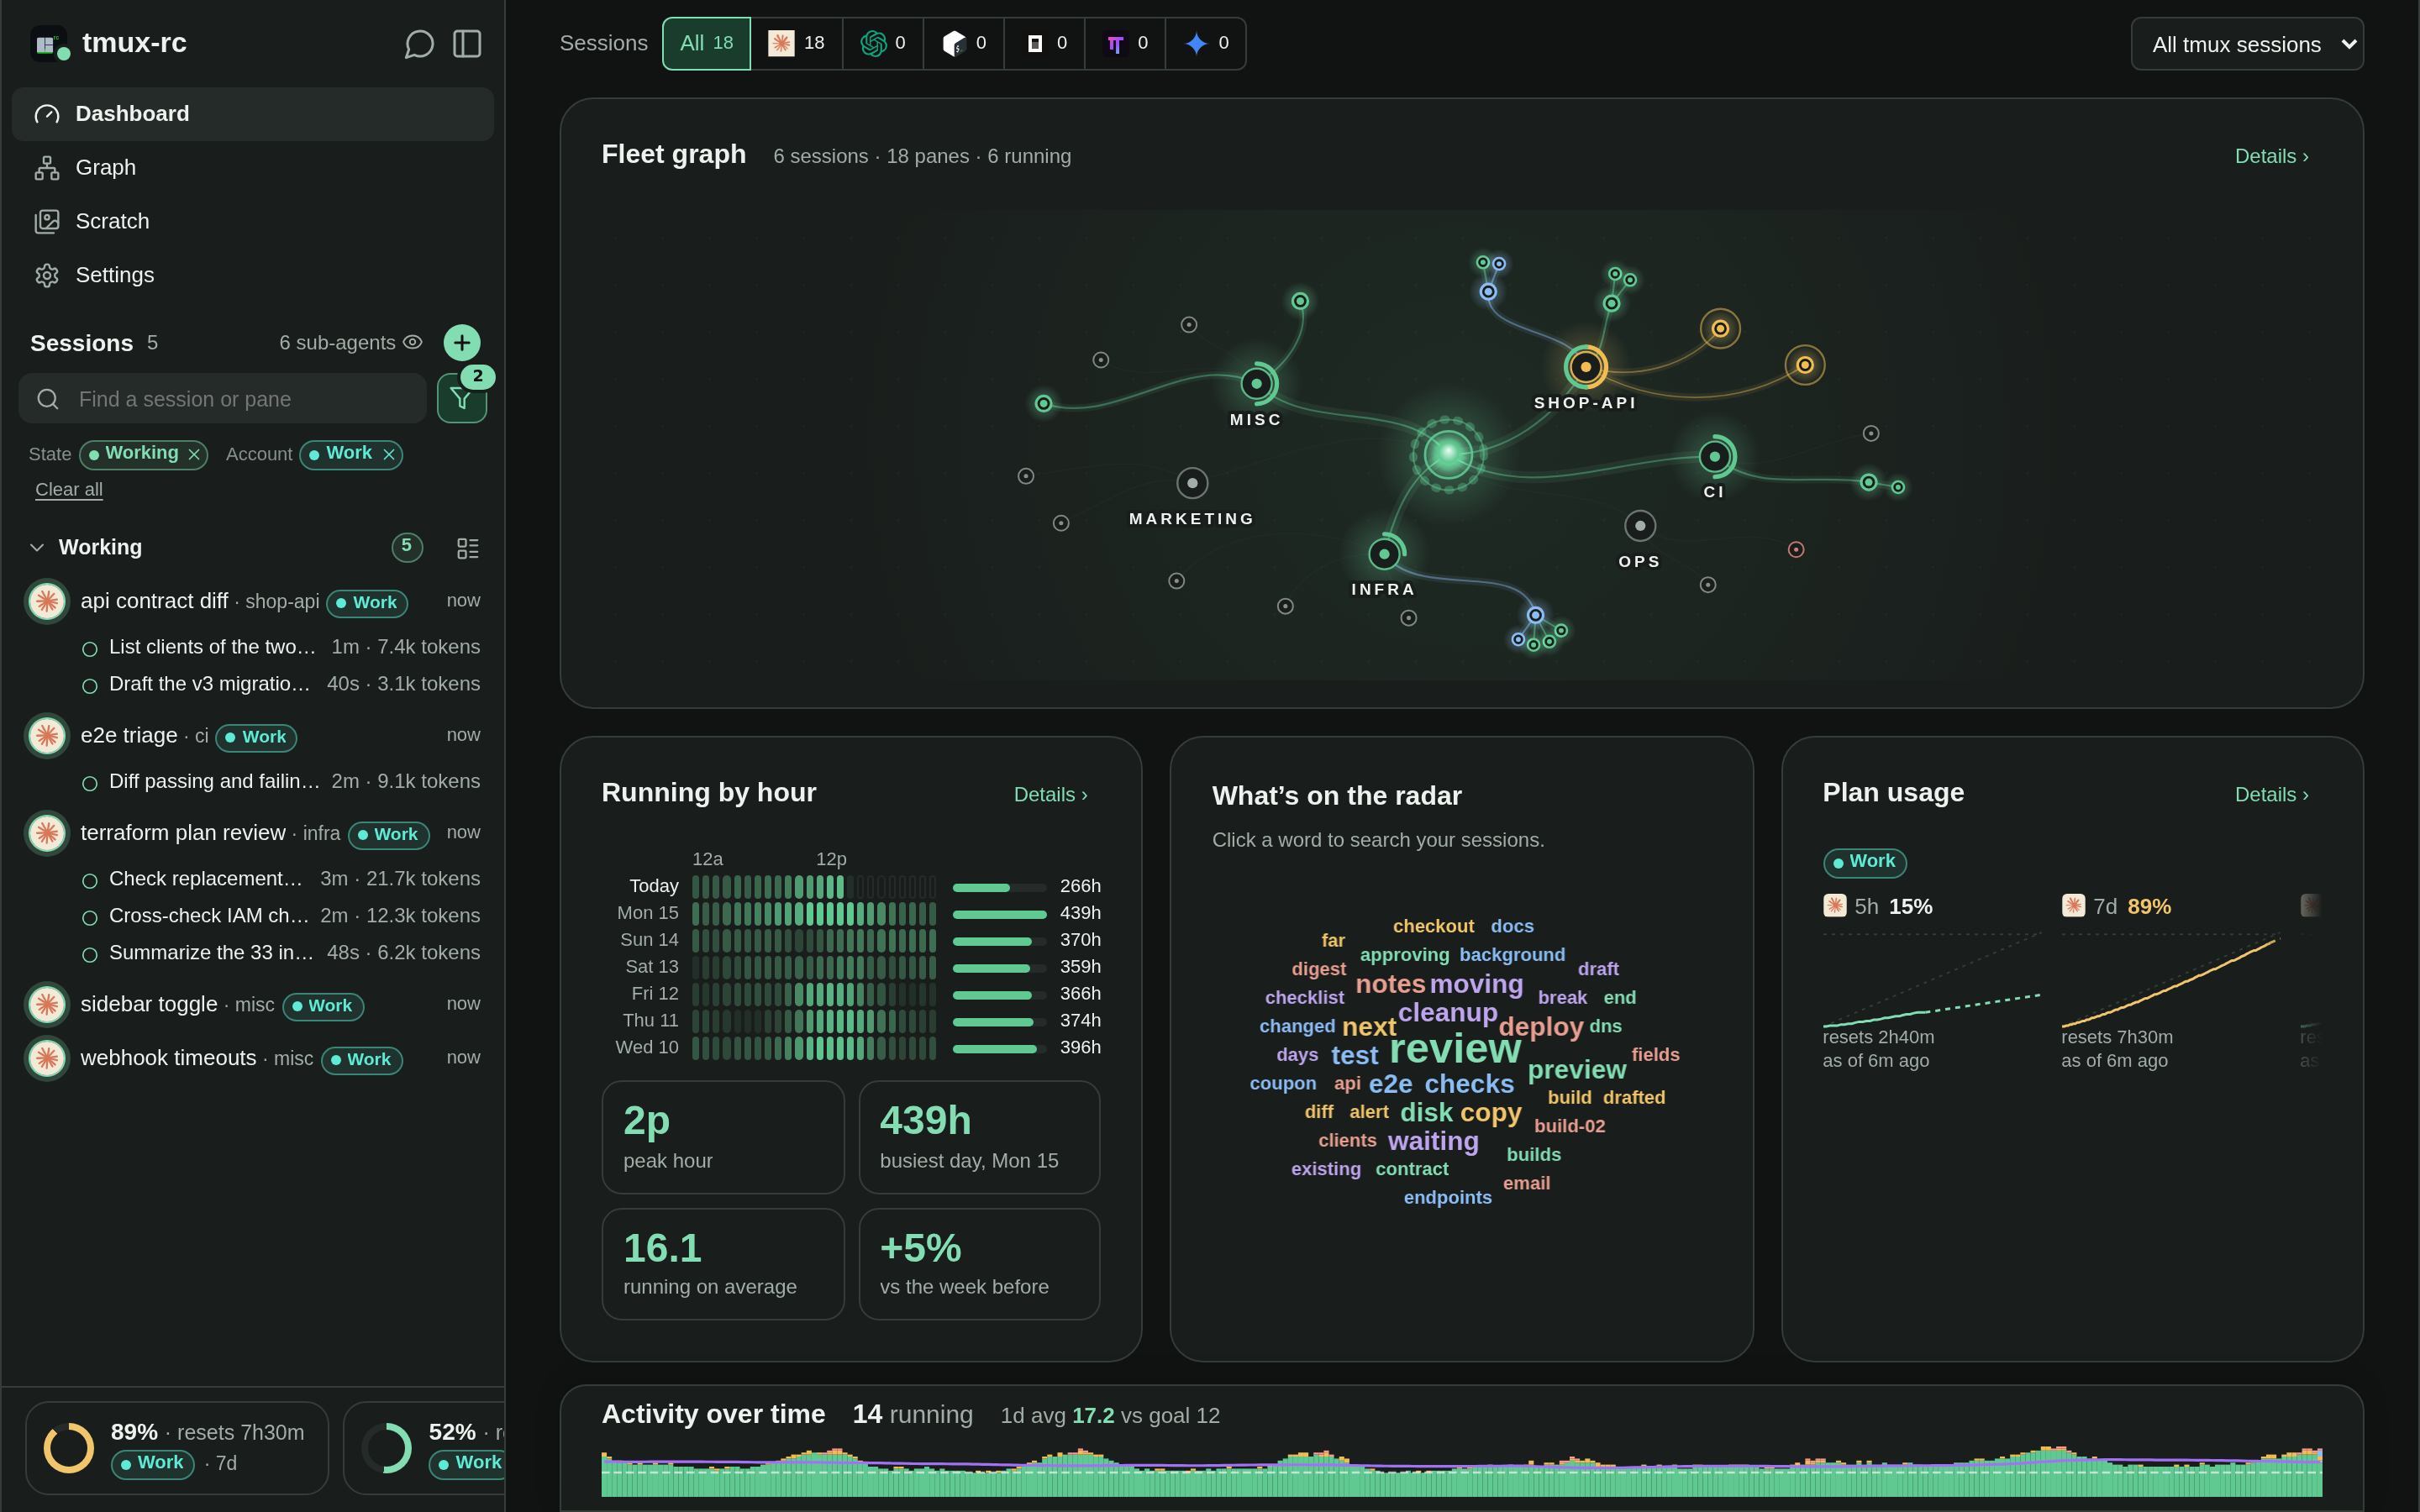 tmux-rc
Dashboard
Graph
Scratch
Settings
Sessions 5 6 sub-agents
2
Find a session or pane
State Working Account Work
Clear all
Working 5
api contract diff · shop-api Work now
List clients of the two… 1m · 7.4k tokens
Draft the v3 migratio… 40s · 3.1k tokens
e2e triage · ci Work now
Diff passing and failin… 2m · 9.1k tokens
terraform plan review · infra Work now
Check replacement… 3m · 21.7k tokens
Cross-check IAM ch… 2m · 12.3k tokens
Summarize the 33 in… 48s · 6.2k tokens
sidebar toggle · misc Work now
webhook timeouts · misc Work now
89% · resets 7h30m
Work · 7d
52%
Work
Sessions All 18 18 0 0 0 0 0 All tmux sessions
Fleet graph 6 sessions · 18 panes · 6 running Details ›
SHOP-API
MISC
CI
MARKETING
OPS
INFRA
Running by hour Details ›
12a 12p
Today 266h
Mon 15 439h
Sun 14 370h
Sat 13 359h
Fri 12 366h
Thu 11 374h
Wed 10 396h
2p
peak hour
439h
busiest day, Mon 15
16.1
running on average
+5%
vs the week before
What’s on the radar
Click a word to search your sessions.
checkout docs
far
approving background
digest draft
notes moving
checklist break end
cleanup
changed next deploy dns
review
days test fields
preview
coupon api e2e checks
build drafted
diff alert disk copy
build-02
clients waiting
builds
existing contract
email
endpoints
Plan usage Details ›
Work
5h 15% 7d 89%
resets 2h40m resets 7h30m
as of 6m ago as of 6m ago
Activity over time 14 running 1d avg 17.2 vs goal 12